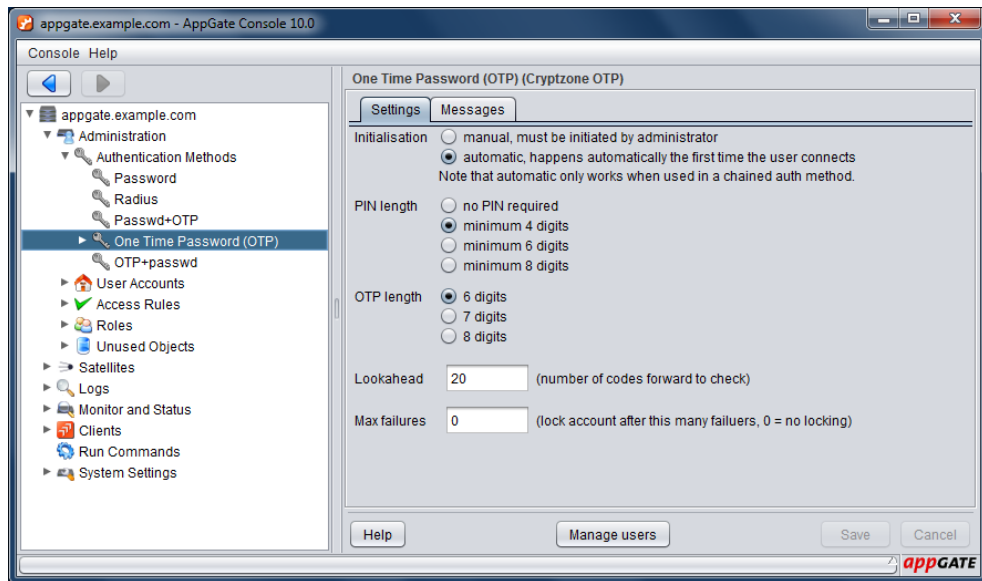 appgate.example.com - AppGate Console 10.0
Console Help
appgate.example.com
Administration
Authentication Methods
Password
Radius
Passwd+OTP
One Time Password (OTP)
OTP+passwd
User Accounts
Access Rules
Roles
Unused Objects
Satellites
Logs
Monitor and Status
Clients
Run Commands
System Settings
One Time Password (OTP) (Cryptzone OTP)
Settings Messages
Initialisation manual, must be initiated by administrator
automatic, happens automatically the first time the user connects
Note that automatic only works when used in a chained auth method.
PIN length no PIN required
minimum 4 digits
minimum 6 digits
minimum 8 digits
OTP length 6 digits
7 digits
8 digits
Lookahead 20 (number of codes forward to check)
Max failures 0 (lock account after this many failuers, 0 = no locking)
Help Manage users Save Cancel
appGATE